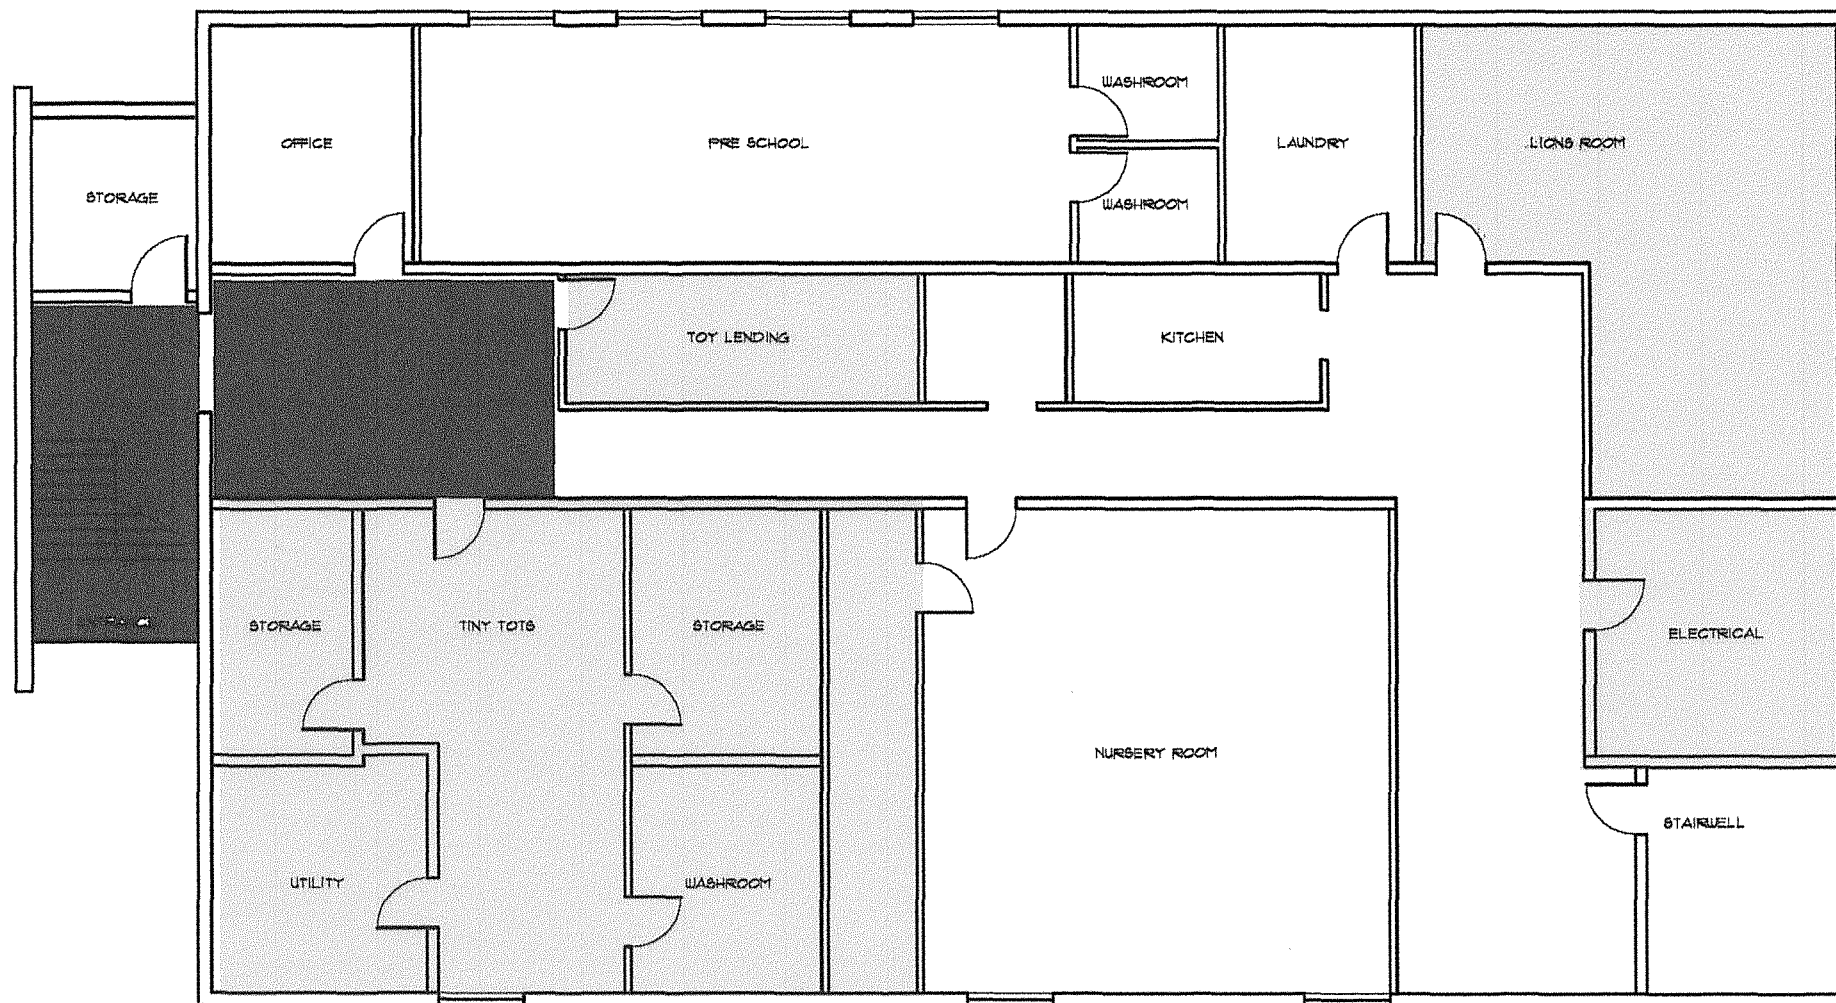 WASHROOM
OFFICE
PRE SCHOOL
LAUNDRY
LIONS ROOM
STORAGE
WASHROOM
TOY LENDING
KITCHEN
STORAGE
TINY TOTS
STORAGE
ELECTRICAL
NURSERY ROOM
STAIRWELL
UTILITY
WASHROOM